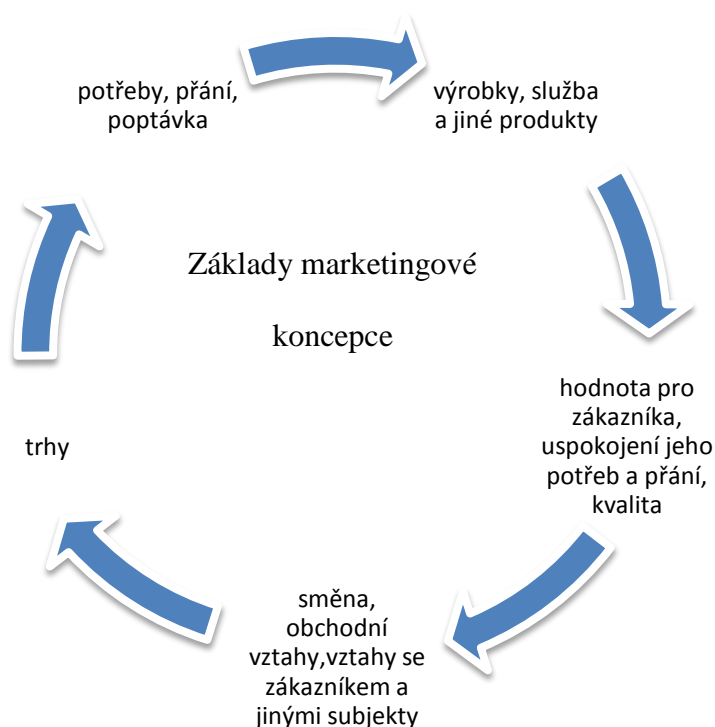 potřeby, přání,
poptávka
výrobky, služba
a jiné produkty
Základy marketingové
koncepce
hodnota pro
zákazníka,
uspokojení jeho
potřeb a přání,
kvalita
směna,
obchodní
vztahy,vztahy se
zákazníkem a
jinými subjekty
trhy